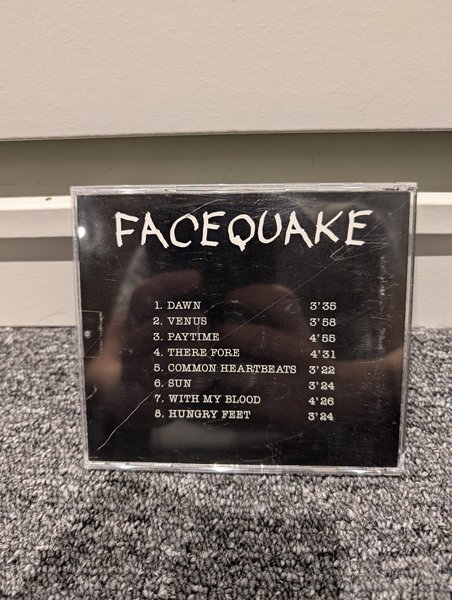 FACEQUAKE
1. DAWN 3'35
2. VENUS 3'58
3. PAYTIME 4'55
4. THERE FORE 4'31
5. COMMON HEARTBEATS 3'22
6. SUN 3'24
7. WITH MY BLOOD 4'26
8. HUNGRY FEET 3'24